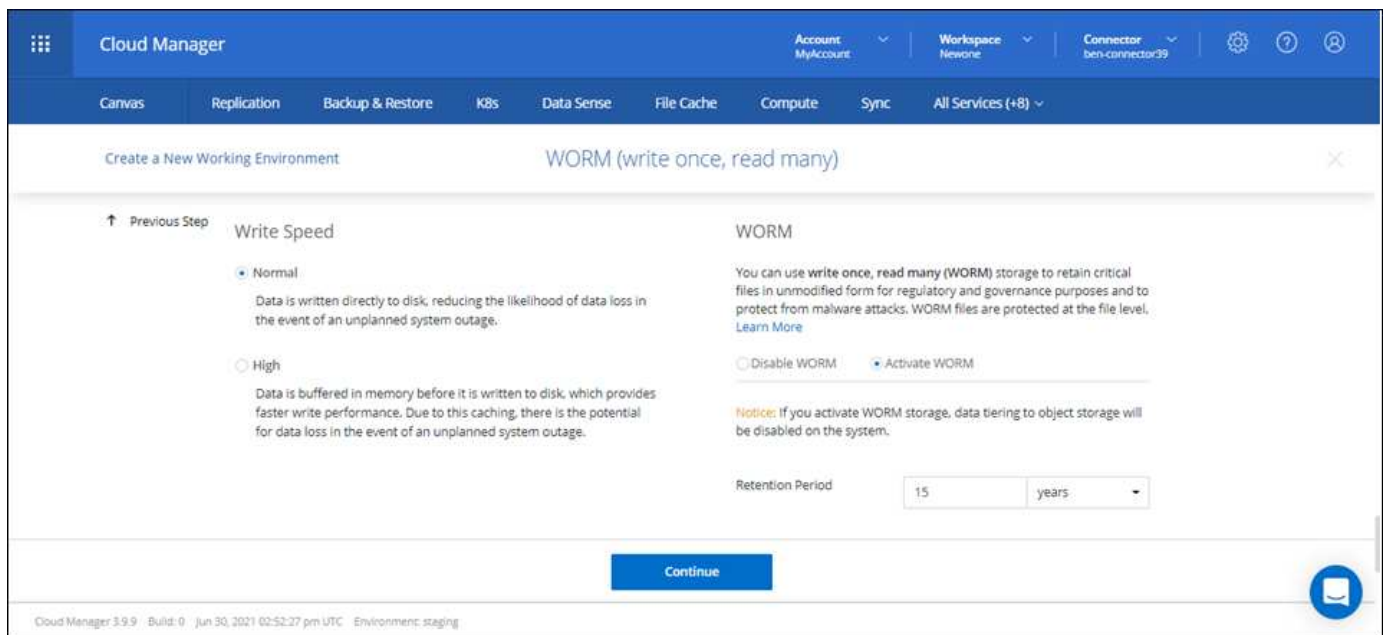 Cloud Manager
Account
MyAccount
Workspace
Newone
Connector
ben-connector39
Canvas
Replication
Backup & Restore
K8s
Data Sense
File Cache
Compute
Sync
All Services (+8)
Create a New Working Environment
WORM (write once, read many)
↑ Previous Step
Write Speed
Normal
Data is written directly to disk, reducing the likelihood of data loss in
the event of an unplanned system outage.
High
Data is buffered in memory before it is written to disk, which provides
faster write performance. Due to this caching, there is the potential
for data loss in the event of an unplanned system outage.
WORM
You can use write once, read many (WORM) storage to retain critical
files in unmodified form for regulatory and governance purposes and to
protect from malware attacks. WORM files are protected at the file level.
Learn More
Disable WORM
Activate WORM
Notice: If you activate WORM storage, data tiering to object storage will
be disabled on the system.
Retention Period
15
years
Continue
Cloud Manager 3.9.9 Build: 0 Jun 30, 2021 02:52:27 pm UTC Environment: staging